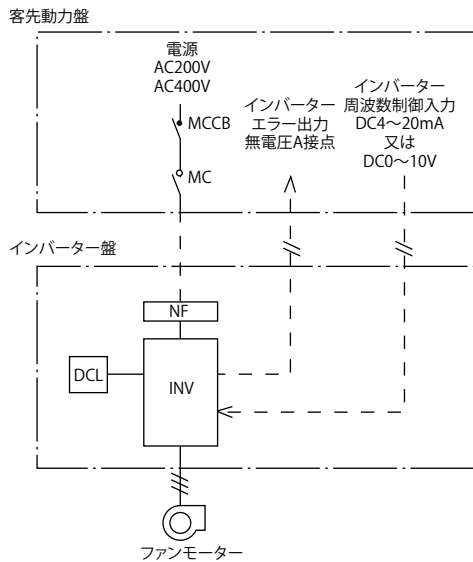 客先動力盤
電源
AC200V
AC400V
MCCB
MC
インバーター
エラー出力
無電圧A接点
インバーター
周波数制御入力
DC4～20mA
又は
DC0～10V
インバーター盤
NF
DCL
INV
ファンモーター